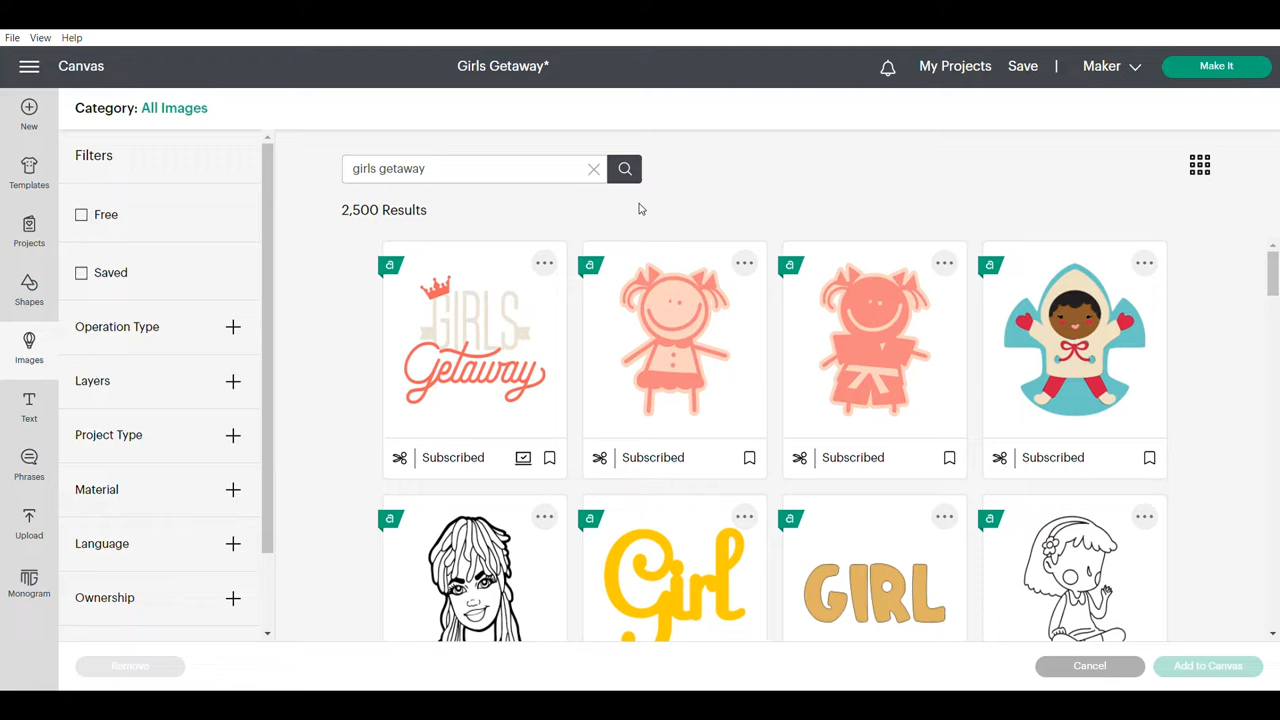 File View Help
Canvas
Girls Getaway*
My Projects Save | Maker
Make It
New
Templates
Projects
Shapes
Images
Text
Phrases
Upload
Monogram
Category: All Images
Filters
Free
Saved
Operation Type
Layers
Project Type
Material
Language
Ownership
girls getaway
2,500 Results
a a a a
GIRLS
Getaway
Subscribed Subscribed Subscribed Subscribed
a a a a
Girl
GIRL
Remove
Cancel
Add to Canvas